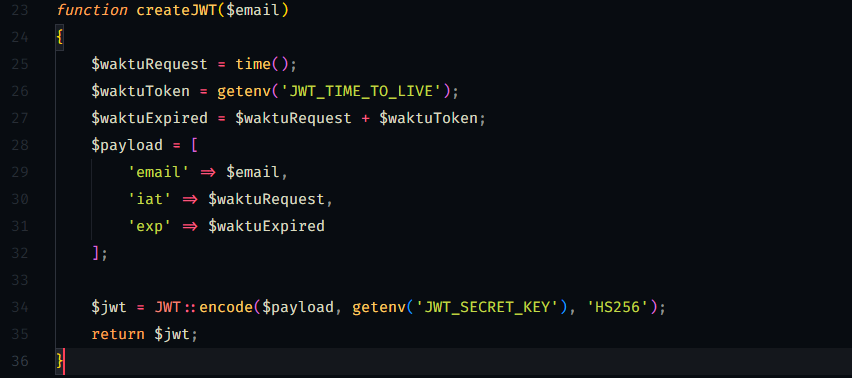 23 function createJWT($email)
24 {
25 $waktuRequest = time();
26 $waktuToken = getenv('JWT_TIME_TO_LIVE');
27 $waktuExpired = $waktuRequest + $waktuToken;
28 $payload = [
29 'email' => $email,
30 'iat' => $waktuRequest,
31 'exp' => $waktuExpired
32 ];
33
34 $jwt = JWT::encode($payload, getenv('JWT_SECRET_KEY'), 'HS256');
35 return $jwt;
36 }